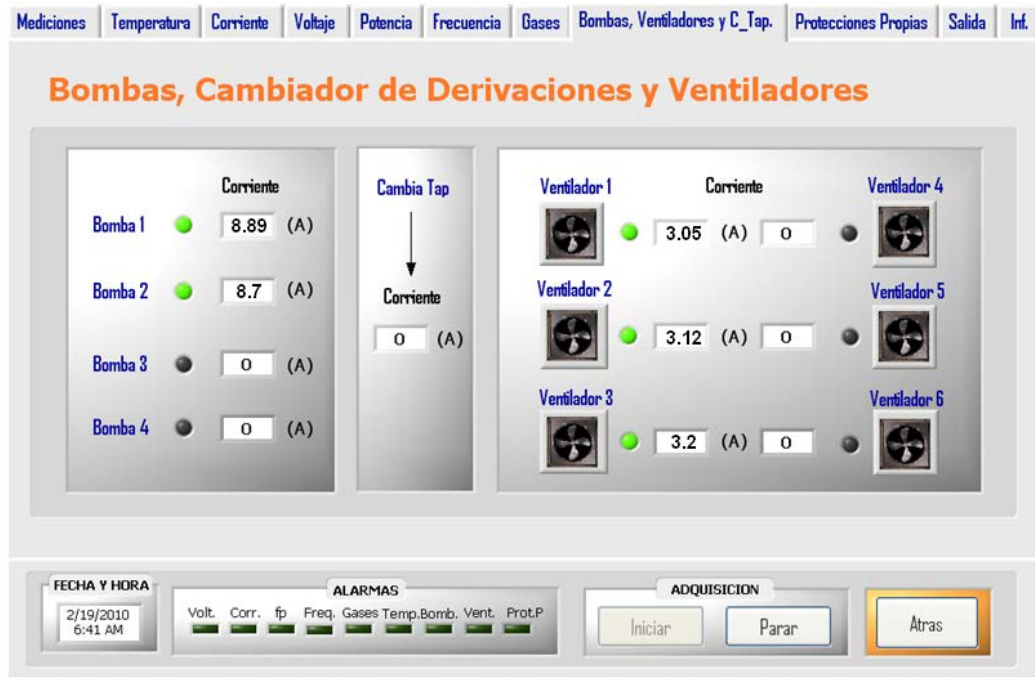 Mediciones Temperatura Corriente Voltaje Potencia Frecuencia Gases Bombas, Ventiladores y C_Tap. Protecciones Propias Salida Inf.
Bombas, Cambiador de Derivaciones y Ventiladores
Corriente
Bomba 1 8.89 (A)
Bomba 2 8.7 (A)
Bomba 3 0 (A)
Bomba 4 0 (A)
Cambia Tap
Corriente
0 (A)
Ventilador 1 Corriente Ventilador 4
3.05 (A) 0
Ventilador 2 Ventilador 5
3.12 (A) 0
Ventilador 3 Ventilador 6
3.2 (A) 0
FECHA Y HORA
2/19/2010
6:41 AM
ALARMAS
Volt. Corr. fp Freq. Gases Temp. Bomb. Vent. Prot.P
ADQUISICION
Iniciar Parar
Atras